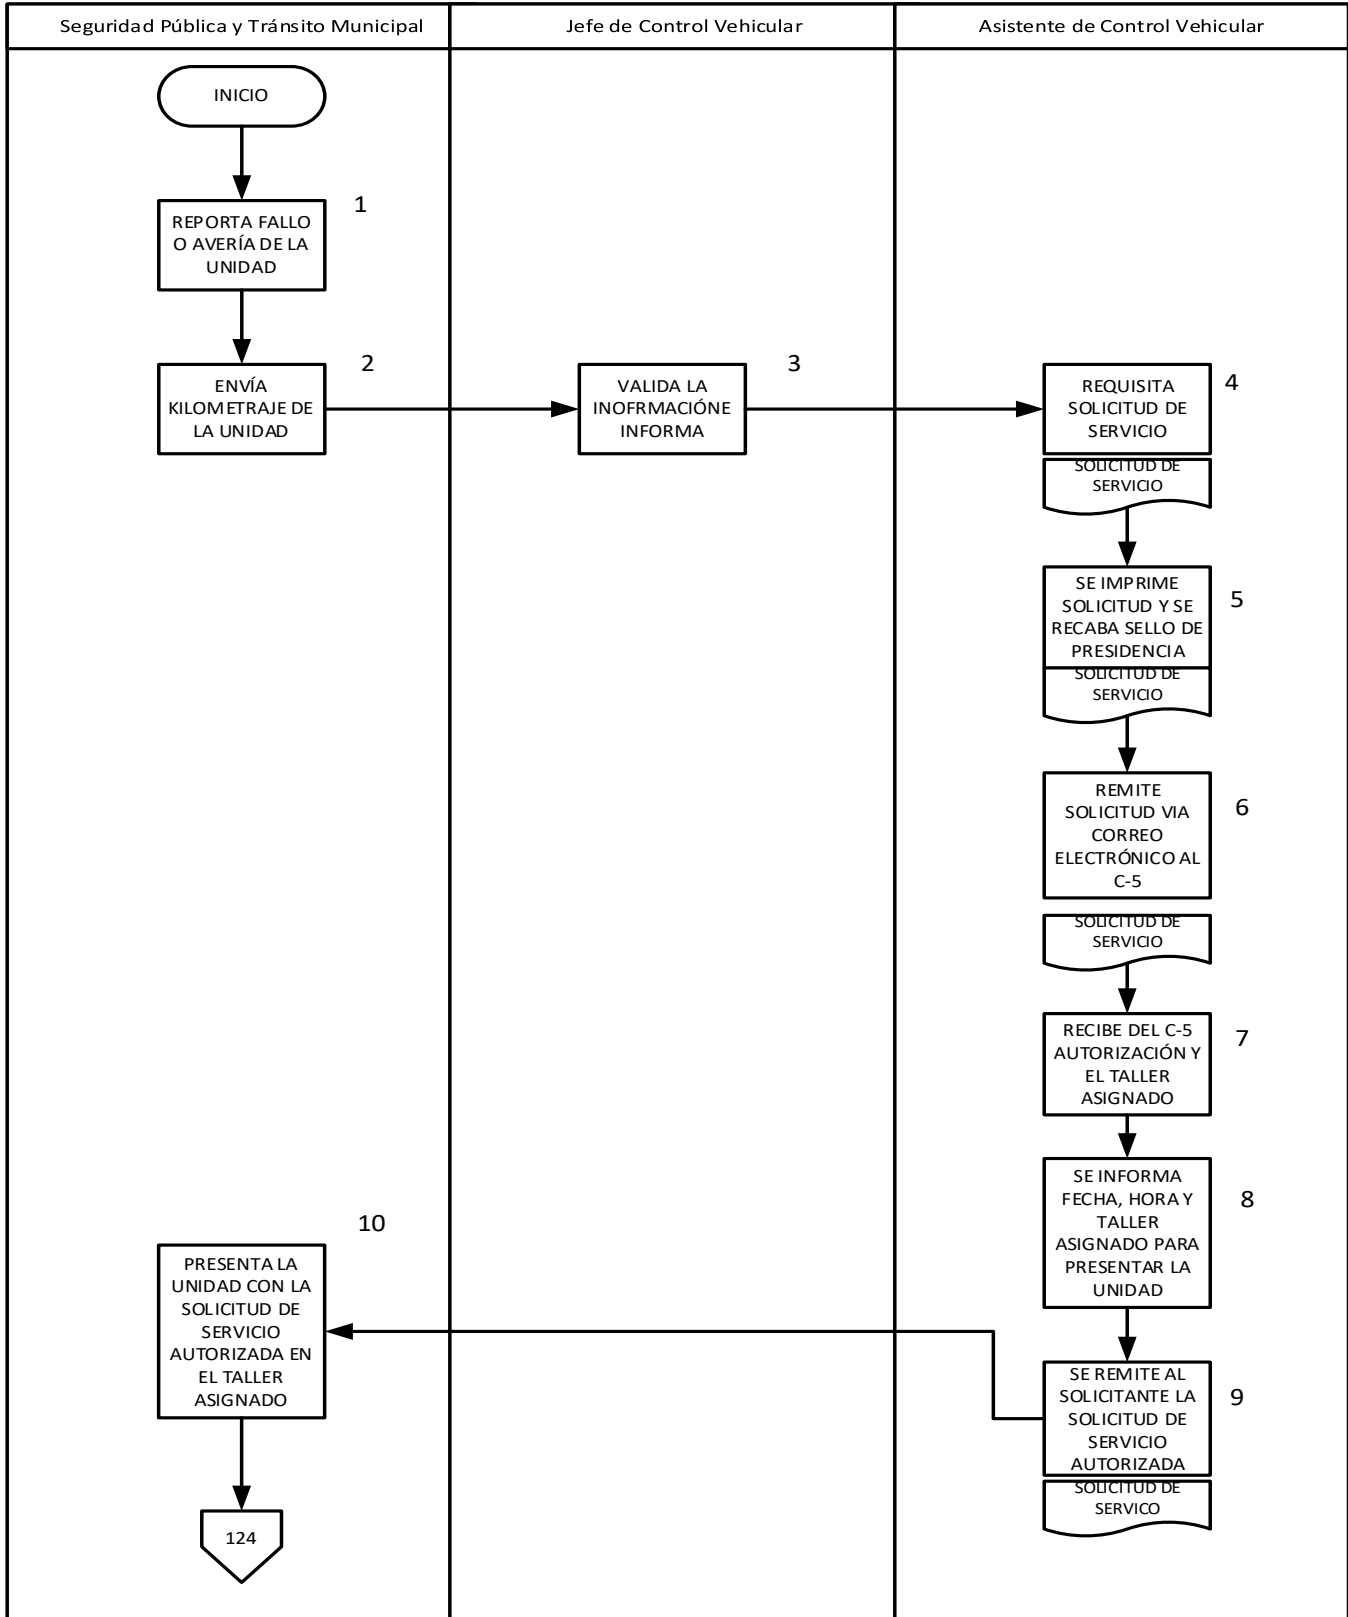 Seguridad Pública y Tránsito Municipal
Jefe de Control Vehicular
Asistente de Control Vehicular
INICIO
1
REPORTA FALLO
O AVERÍA DE LA
UNIDAD
2
ENVÍA
KILOMETRAJE DE
LA UNIDAD
3
VALIDA LA
INOFRMACIÓNE
INFORMA
4
REQUISITA
SOLICITUD DE
SERVICIO
SOLICITUD DE
SERVICIO
5
SE IMPRIME
SOLICITUD Y SE
RECABA SELLO DE
PRESIDENCIA
SOLICITUD DE
SERVICIO
6
REMITE
SOLICITUD VIA
CORREO
ELECTRÓNICO AL
C-5
SOLICITUD DE
SERVICIO
7
RECIBE DEL C-5
AUTORIZACIÓN Y
EL TALLER
ASIGNADO
8
SE INFORMA
FECHA, HORA Y
TALLER
ASIGNADO PARA
PRESENTAR LA
UNIDAD
9
SE REMITE AL
SOLICITANTE LA
SOLICITUD DE
SERVICIO
AUTORIZADA
SOLICITUD DE
SERVICO
10
PRESENTA LA
UNIDAD CON LA
SOLICITUD DE
SERVICIO
AUTORIZADA EN
EL TALLER
ASIGNADO
124